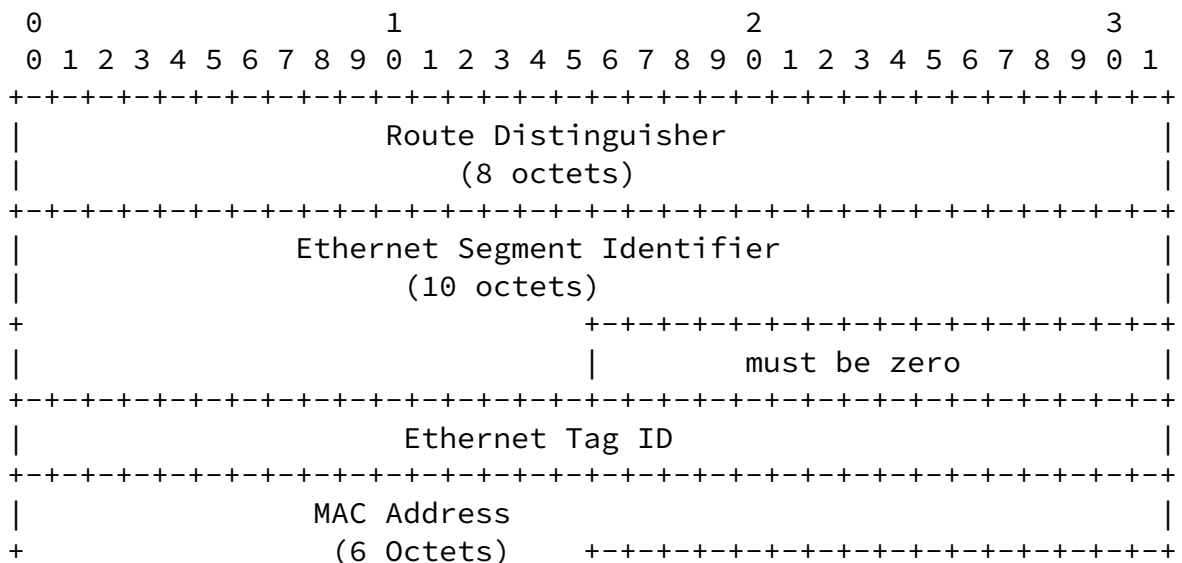 0                   1                   2                   3
 0 1 2 3 4 5 6 7 8 9 0 1 2 3 4 5 6 7 8 9 0 1 2 3 4 5 6 7 8 9 0 1
+-+-+-+-+-+-+-+-+-+-+-+-+-+-+-+-+-+-+-+-+-+-+-+-+-+-+-+-+-+-+-+-+
|                    Route Distinguisher                        |
|                        (8 octets)                             |
+-+-+-+-+-+-+-+-+-+-+-+-+-+-+-+-+-+-+-+-+-+-+-+-+-+-+-+-+-+-+-+-+
|               Ethernet Segment Identifier                     |
|                     (10 octets)                               |
+                               +-+-+-+-+-+-+-+-+-+-+-+-+-+-+-+-+
|                               |        must be zero           |
+-+-+-+-+-+-+-+-+-+-+-+-+-+-+-+-+-+-+-+-+-+-+-+-+-+-+-+-+-+-+-+-+
|                     Ethernet Tag ID                           |
+-+-+-+-+-+-+-+-+-+-+-+-+-+-+-+-+-+-+-+-+-+-+-+-+-+-+-+-+-+-+-+-+
|                MAC Address                                    |
+                 (6 Octets)    +-+-+-+-+-+-+-+-+-+-+-+-+-+-+-+-+